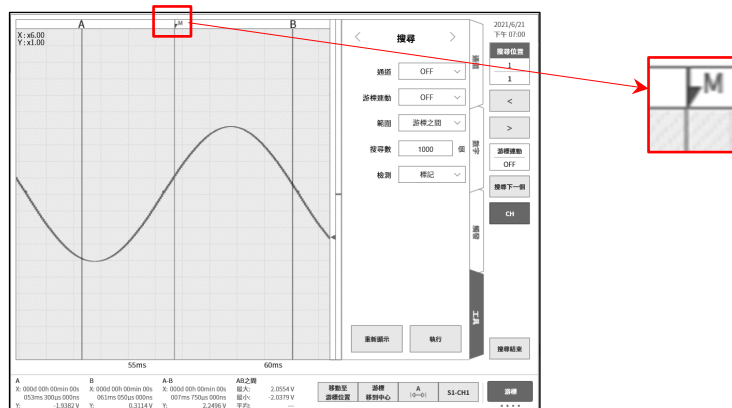 A
M
B
X : x6.00
Y : x1.00
55ms
60ms
搜尋
通道 OFF
游標連動 OFF
範圍 游標之間
搜尋數 1000 個
檢測 標記
重新顯示 執行
工具
2021/6/21
下午 07:00
搜尋位置
1
1
<
>
游標連動
OFF
搜尋下一個
CH
搜尋結束
M
A
X: 000d 00h 00min 00s
053ms 300µs 000ns
Y: -1.9382 V
B
X: 000d 00h 00min 00s
061ms 050µs 000ns
Y: 0.3114 V
A-B
X: 000d 00h 00min 00s
007ms 750µs 000ns
Y: 2.2496 V
AB之間
最大: 2.0554 V
最小: -2.0379 V
平均: ---
移動至
游標位置
游標
移到中心
A
S1-CH1
游標